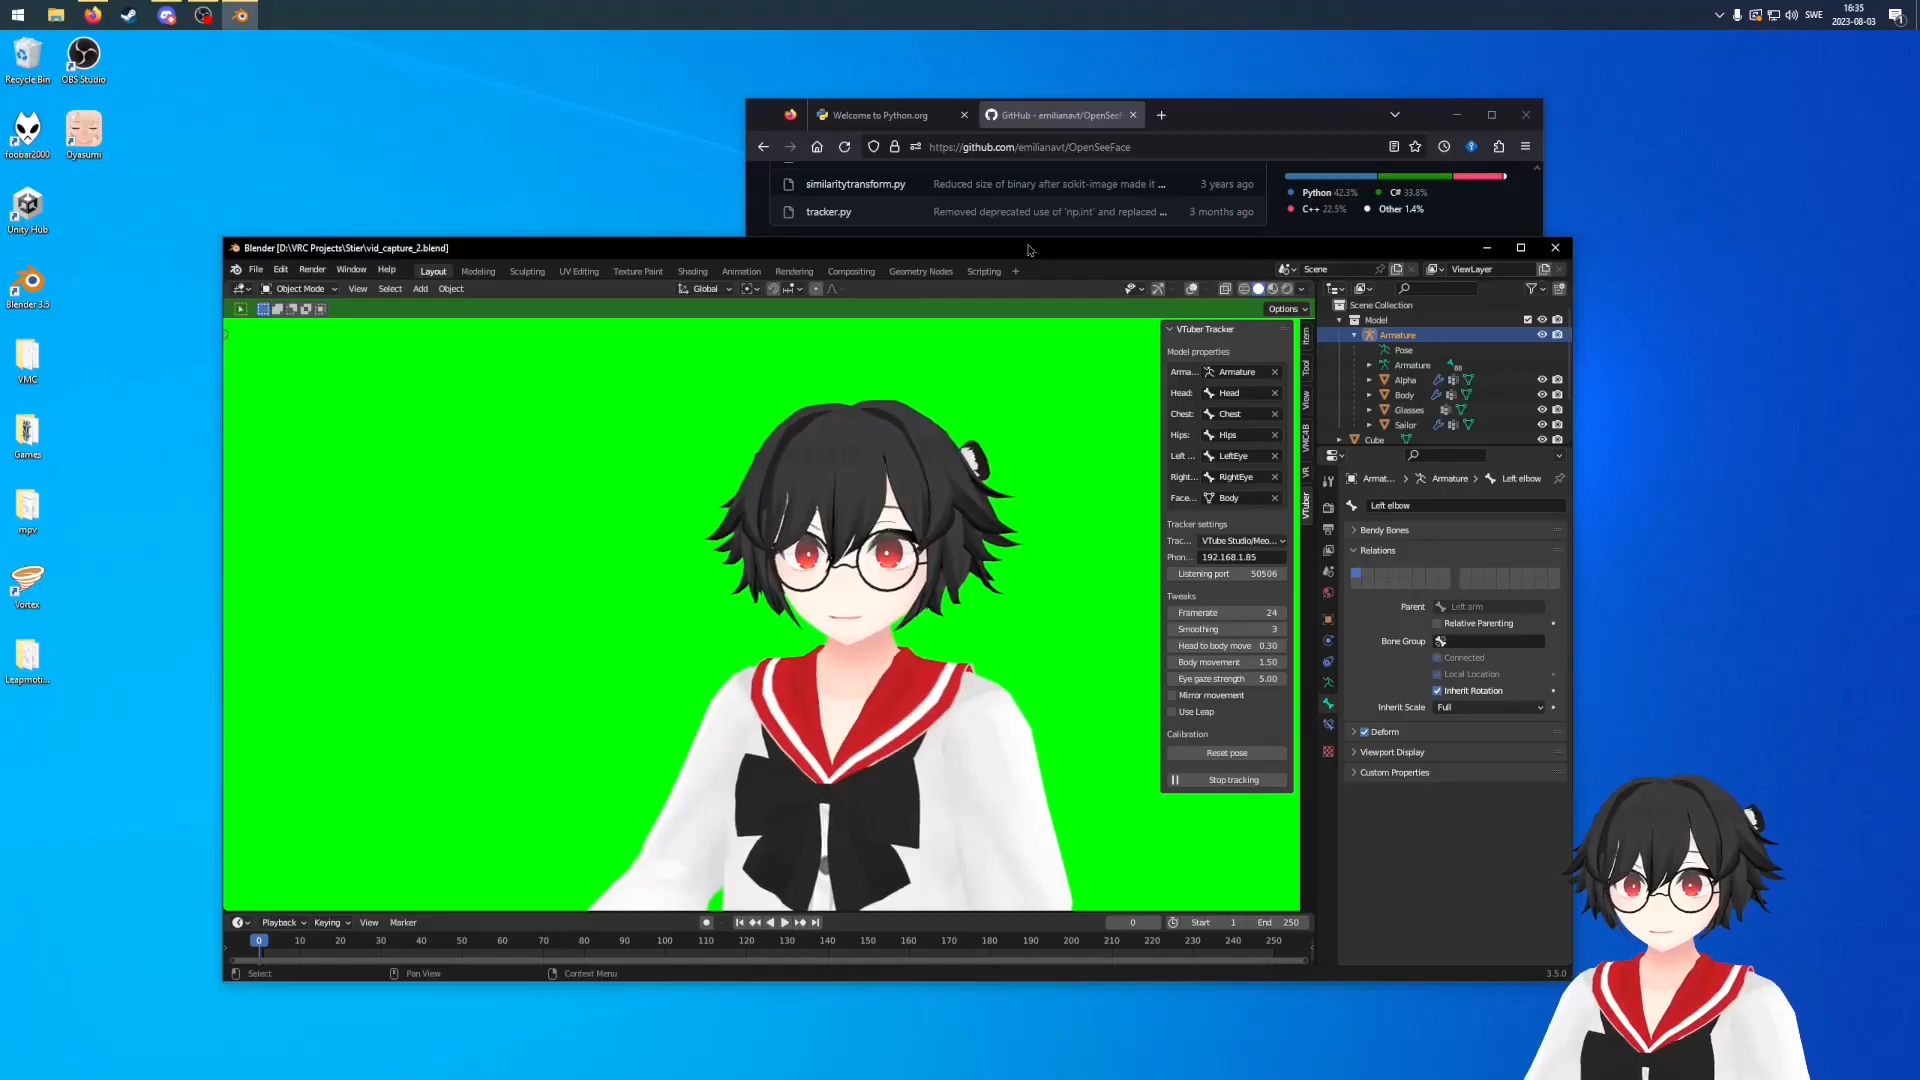 SWE
16:35
2023-08-03
1
Recycle Bin
OBS Studio
foobar2000
Oyasumi
Unity Hub
Blender 3.5
VMC
Games
mpv
Vortex
Leapmoti...
Welcome to Python.org
GitHub - emilianavt/OpenSeeF
https://github.com/emilianavt/OpenSeeFace
similaritytransform.py Reduced size of binary after scikit-image made it ... 3 years ago
tracker.py Removed deprecated use of 'np.int' and replaced ... 3 months ago
Python 42.3% C# 33.8%
C++ 22.5% Other 1.4%
Blender [D:\VRC Projects\Stier\vid_capture_2.blend]
File Edit Render Window Help Layout Modeling Sculpting UV Editing Texture Paint Shading Animation Rendering Compositing Geometry Nodes Scripting +
Scene ViewLayer
Object Mode View Select Add Object Global
Options
VTuber Tracker
Model properties
Arma... Armature
Head: Head
Chest: Chest
Hips: Hips
Left ... LeftEye
Right... RightEye
Face... Body
Tracker settings
Trac... VTube Studio/Meo...
Phon... 192.168.1.85
Listening port 50506
Tweaks
Framerate 24
Smoothing 3
Head to body move 0.30
Body movement 1.50
Eye gaze strength 5.00
Mirror movement
Use Leap
Calibration
Reset pose
Stop tracking
Item
Tool
View
VMC4B
VR
VTuber
Scene Collection
Model
Armature
Pose
Armature
Alpha
Body
Glasses
Sailor
Cube
Armat... Armature Left elbow
Left elbow
Bendy Bones
Relations
Parent Left arm
Relative Parenting
Bone Group
Connected
Local Location
Inherit Rotation
Inherit Scale Full
Deform
Viewport Display
Custom Properties
Playback Keying View Marker
0 Start 1 End 250
0 10 20 30 40 50 60 70 80 90 100 110 120 130 140 150 160 170 180 190 200 210 220 230 240 250
Select Pan View Context Menu 3.5.0